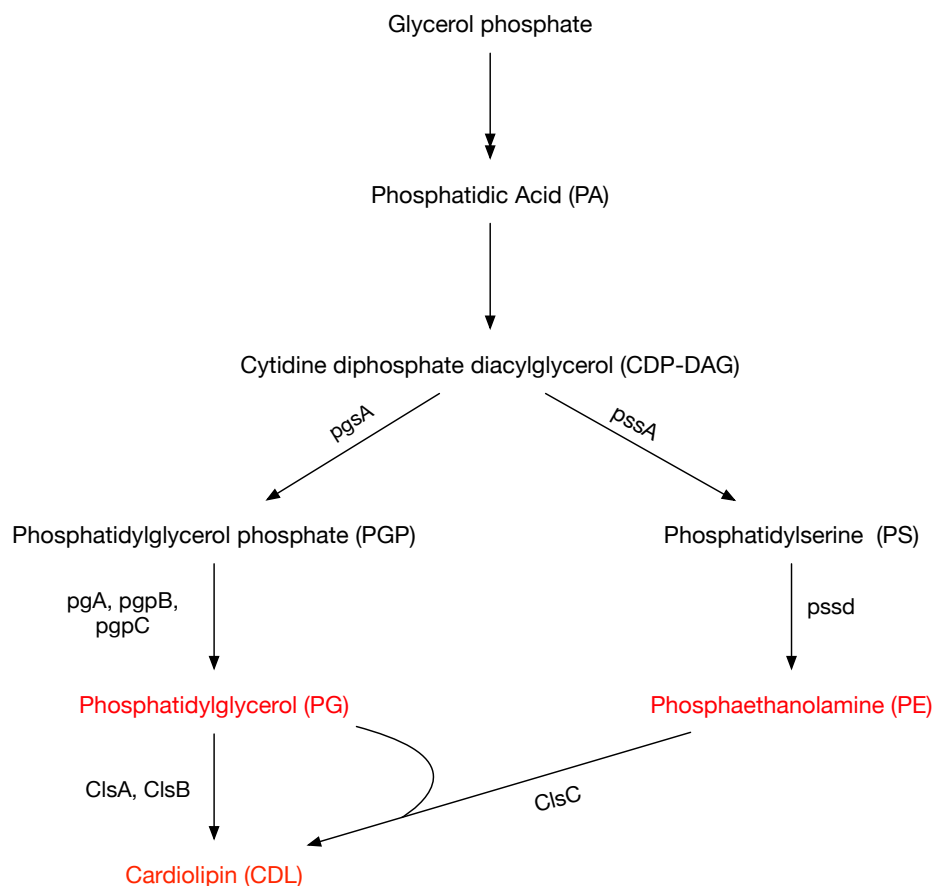 Glycerol phosphate
Phosphatidic Acid (PA)
Cytidine diphosphate diacylglycerol (CDP-DAG)
pgsA
pssA
Phosphatidylglycerol phosphate (PGP)
Phosphatidylserine (PS)
pgA, pgpB,
pgpC
pssd
Phosphatidylglycerol (PG)
Phosphaethanolamine (PE)
ClsA, ClsB
ClsC
Cardiolipin (CDL)